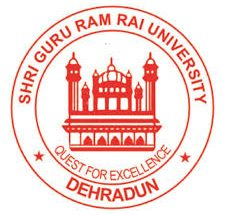 SHRI GURU RAM RAI UNIVERSITY
QUEST FOR EXCELLENCE
DEHRADUN